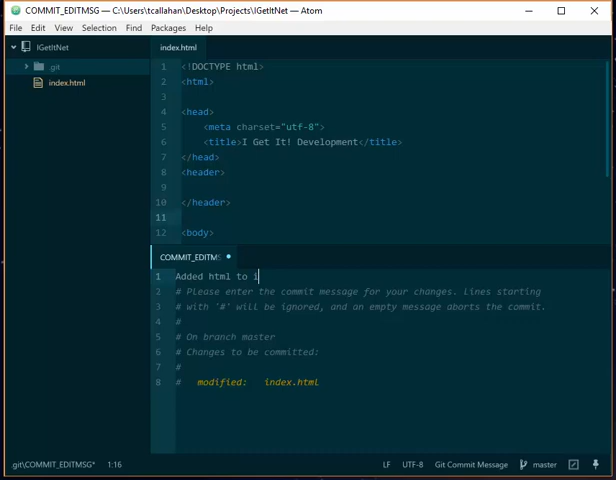 COMMIT_EDITMSG — C:\Users\tcallahan\Desktop\Projects\IGetItNet — Atom
File Edit View Selection Find Packages Help
IGetItNet
.git
index.html
index.html
1 <!DOCTYPE html>
2 <html>
3
4 <head>
5 <meta charset="utf-8">
6 <title>I Get It! Development</title>
7 </head>
8 <header>
9
10 </header>
11
12 <body>
COMMIT_EDITMS
1 Added html to i
2 # Please enter the commit message for your changes. Lines starting
3 # with '#' will be ignored, and an empty message aborts the commit.
4 #
5 # On branch master
6 # Changes to be committed:
7 #
8 # modified: index.html
.git\COMMIT_EDITMSG* 1:16 LF UTF-8 Git Commit Message master